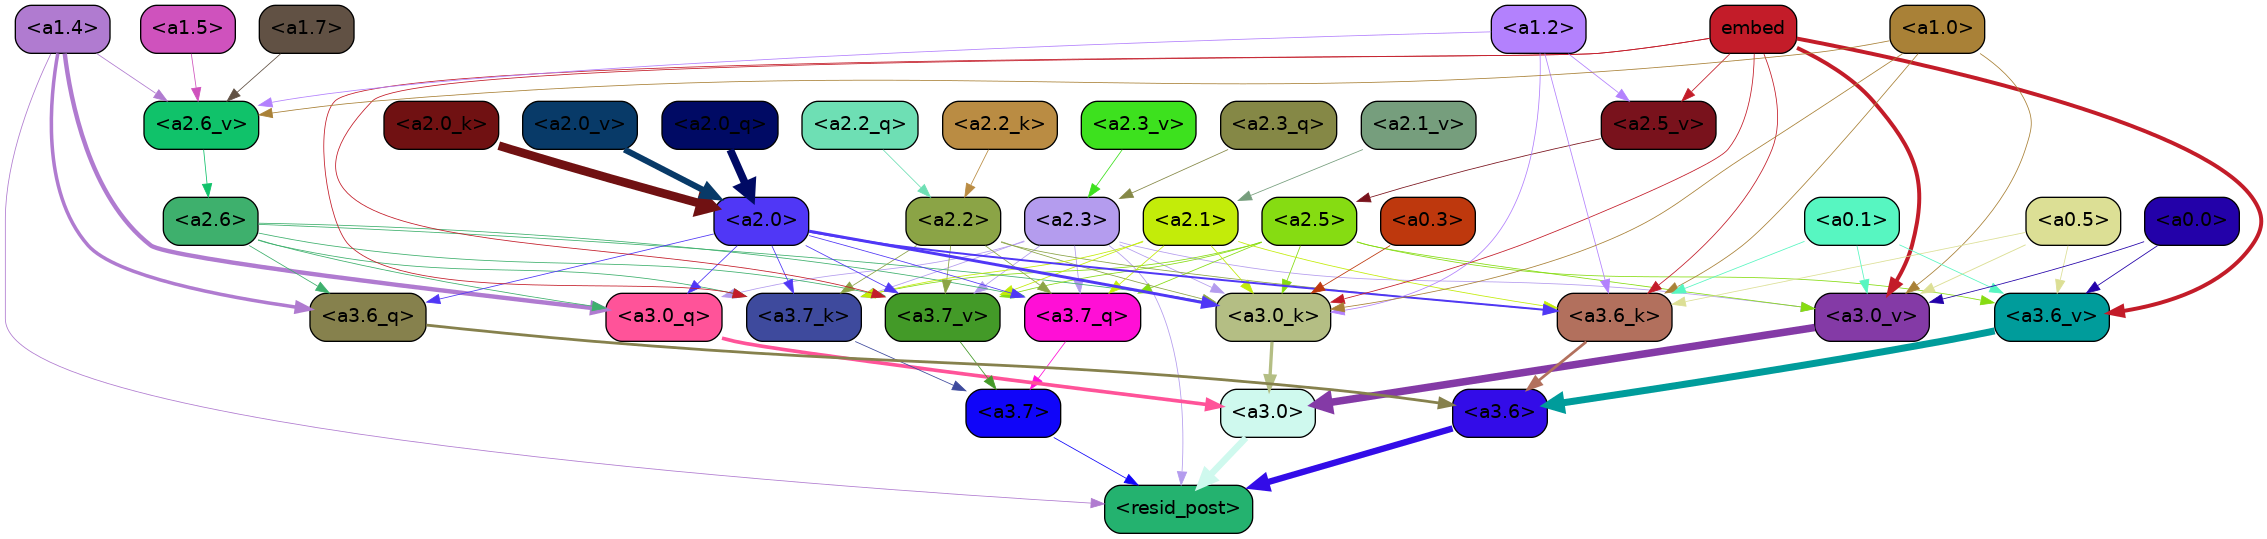 <a1.4> <a1.5> <a1.7> <a1.2> embed <a1.0>
<a2.6_v> <a2.0_k> <a2.0_v> <a2.0_q> <a2.2_q> <a2.2_k> <a2.3_v> <a2.3_q> <a2.1_v> <a2.5_v>
<a2.6> <a2.0> <a2.2> <a2.3> <a2.1> <a2.5> <a0.3> <a0.1> <a0.5> <a0.0>
<a3.6_q> <a3.0_q> <a3.7_k> <a3.7_v> <a3.7_q> <a3.0_k> <a3.6_k> <a3.0_v> <a3.6_v>
<a3.7> <a3.0> <a3.6>
<resid_post>